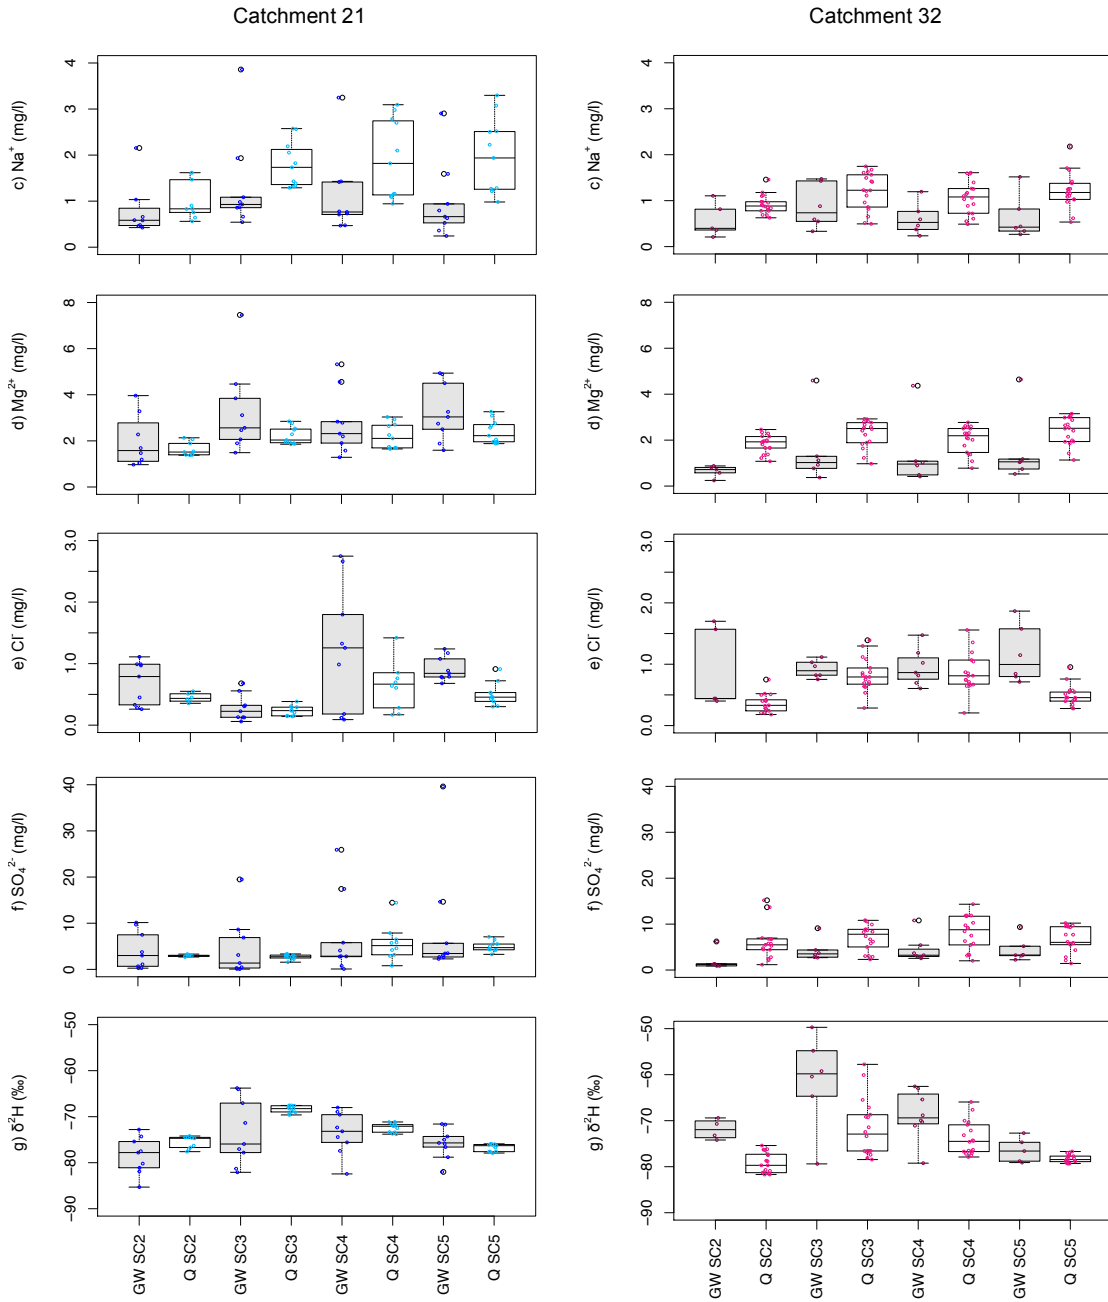 Catchment 21
Catchment 32
c) Na⁺ (mg/l)
4
3
2
1
0
c) Na⁺ (mg/l)
4
3
2
1
0
d) Mg²⁺ (mg/l)
8
6
4
2
0
d) Mg²⁺ (mg/l)
8
6
4
2
0
e) Cl⁻ (mg/l)
3.0
2.0
1.0
0.0
e) Cl⁻ (mg/l)
3.0
2.0
1.0
0.0
f) SO₄²⁻ (mg/l)
40
30
20
10
0
f) SO₄²⁻ (mg/l)
40
30
20
10
0
g) δ²H (‰)
−50
−60
−70
−80
−90
g) δ²H (‰)
−50
−60
−70
−80
−90
GW SC2
Q SC2
GW SC3
Q SC3
GW SC4
Q SC4
GW SC5
Q SC5
GW SC2
Q SC2
GW SC3
Q SC3
GW SC4
Q SC4
GW SC5
Q SC5